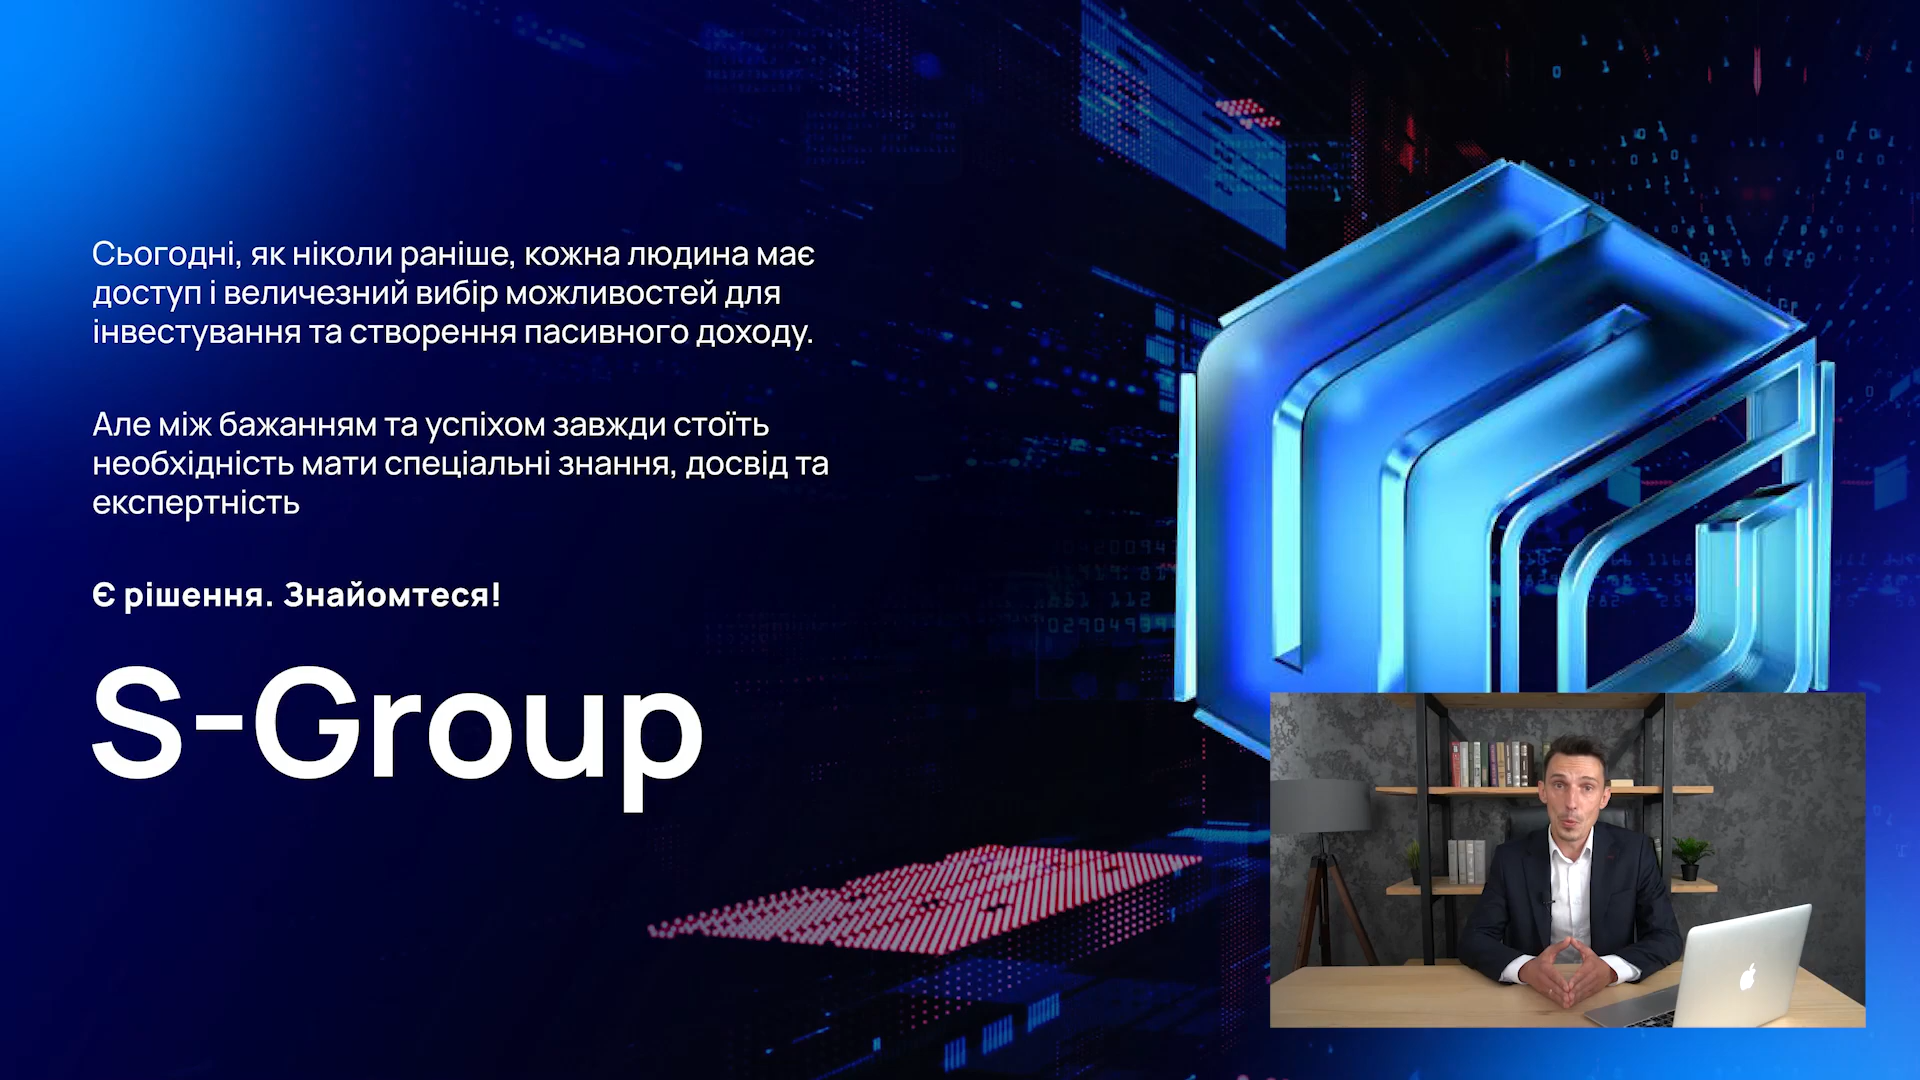 Сьогодні, як ніколи раніше, кожна людина має
доступ і величезний вибір можливостей для
інвестування та створення пасивного доходу.
Але між бажанням та успіхом завжди стоїть
необхідність мати спеціальні знання, досвід та
експертність
Є рішення. Знайомтеся!
S-Group